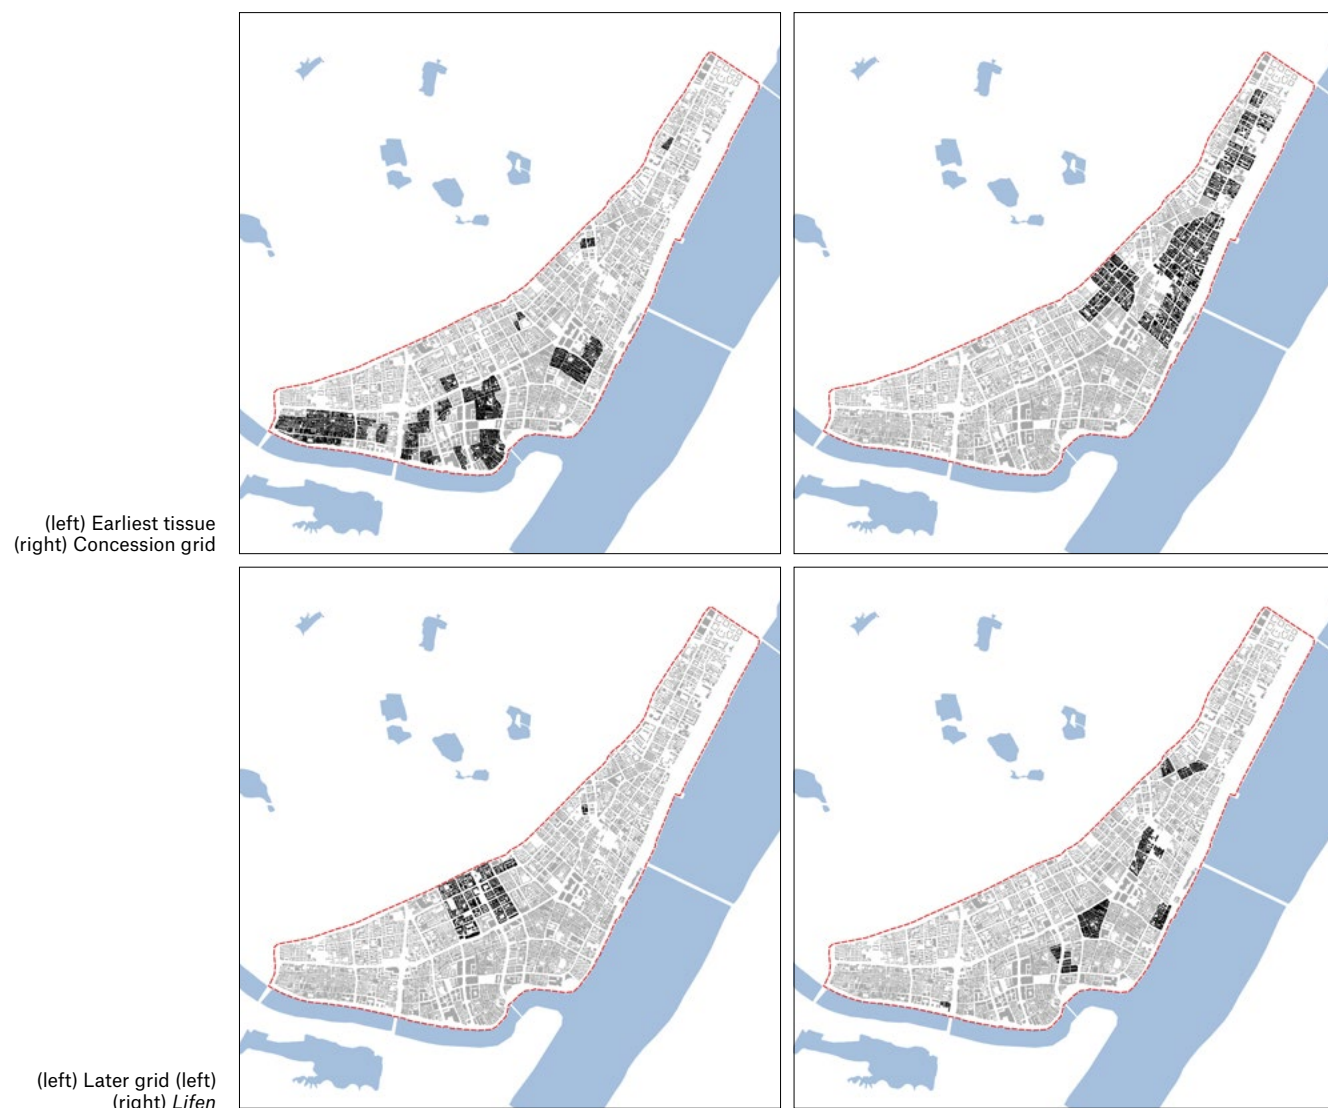 (left) Earliest tissue
(right) Concession grid
(left) Later grid (left)
(right) Lifen